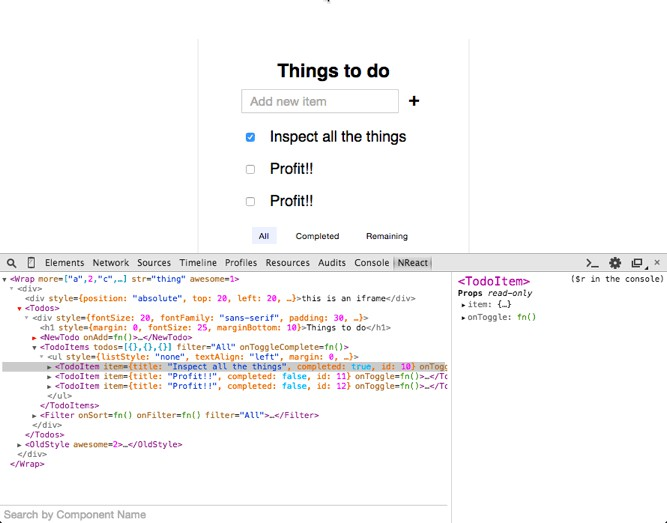 Things to do
Add new item +
Inspect all the things
Profit!!
Profit!!
All Completed Remaining
Elements Network Sources Timeline Profiles Resources Audits Console NReact
<Wrap more=["a",2,"c",…] str="thing" awesome=1>
<div>
<div style={position: "absolute", top: 20, left: 20, …}>this is an iframe</div>
<Todos>
<div style={fontSize: 20, fontFamily: "sans-serif", padding: 30, …}>
<h1 style={margin: 0, fontSize: 25, marginBottom: 10}>Things to do</h1>
<NewTodo onAdd=fn()>…</NewTodo>
<TodoItems todos=[{},{},{}] filter="All" onToggleComplete=fn()>
<ul style={listStyle: "none", textAlign: "left", margin: 0, …}>
<TodoItem item={title: "Inspect all the things", completed: true, id: 10} onTogg
<TodoItem item={title: "Profit!!", completed: false, id: 11} onToggle=fn()>…</To
<TodoItem item={title: "Profit!!", completed: false, id: 12} onToggle=fn()>…</To
</ul>
</TodoItems>
<Filter onSort=fn() onFilter=fn() filter="All">…</Filter>
</div>
</Todos>
<OldStyle awesome=2>…</OldStyle>
</div>
</Wrap>
Search by Component Name
<TodoItem> ($r in the console)
Props read-only
item: {…}
onToggle: fn()